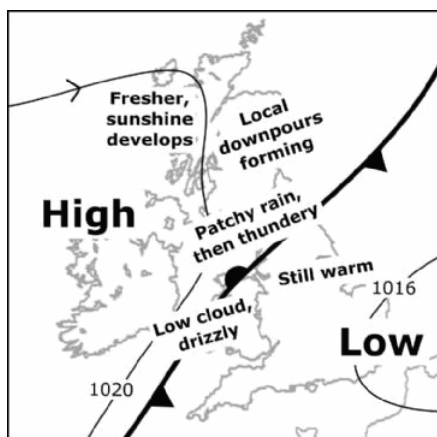 Fresher,
sunshine
develops
Local
downpours
forming
High
Patchy rain,
then thundery
Still warm
1016
Low cloud,
drizzly
Low
1020